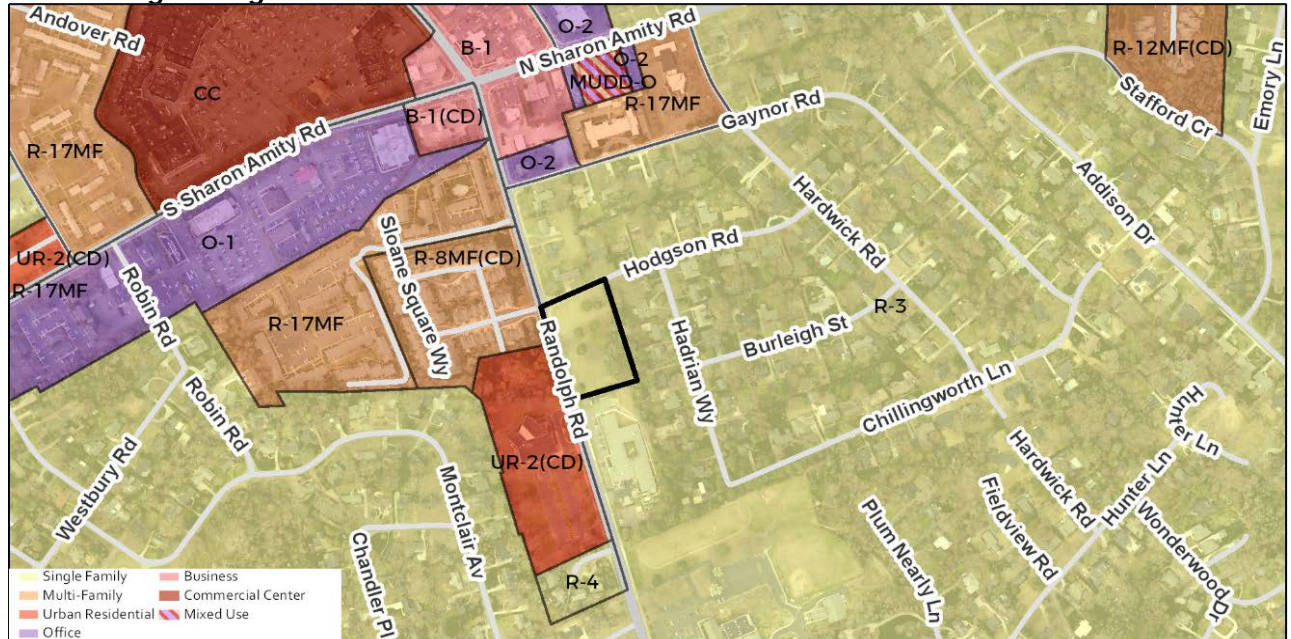 Andover Rd
O-2
B-1
N Sharon Amity Rd
O-2
R-12MF(CD)
Emory Ln
MUDD-O
CC
R-17MF
Stafford Cr
Gaynor Rd
B-1(CD)
R-17MF
S Sharon Amity Rd
O-2
Addison Dr
Hardwick Rd
O-1
Sloane Square Wy
Hodgson Rd
UR-2(CD)
R-8MF(CD)
R-17MF
Robin Rd
R-3
R-17MF
Randolph Rd
Hadrian Wy
Burleigh St
Robin Rd
Chillingworth Ln
Hunter Ln
UR-2(CD)
Westbury Rd
Montclair Av
Hardwick Rd
Hunter Ln
Plum Nearly Ln
Fieldview Rd
Wonderwood Dr
Chandler Pl
R-4
Single Family
Business
Multi-Family
Commercial Center
Urban Residential
Mixed Use
Office